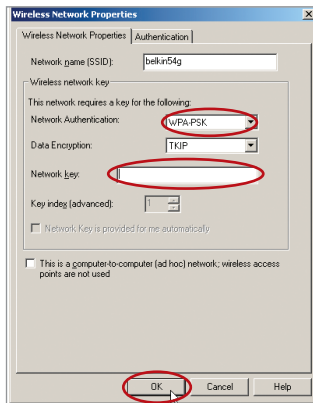 Wireless Network Properties
Wireless Network Properties Authentication
Network name (SSID): belkin54g
Wireless network key
This network requires a key for the following:
Network Authentication: WPA-PSK
Data Encryption: TKIP
Network key:
Key index (advanced): 1
Network Key is provided for me automatically
This is a computer-to-computer (ad hoc) network; wireless access
points are not used
OK Cancel Help